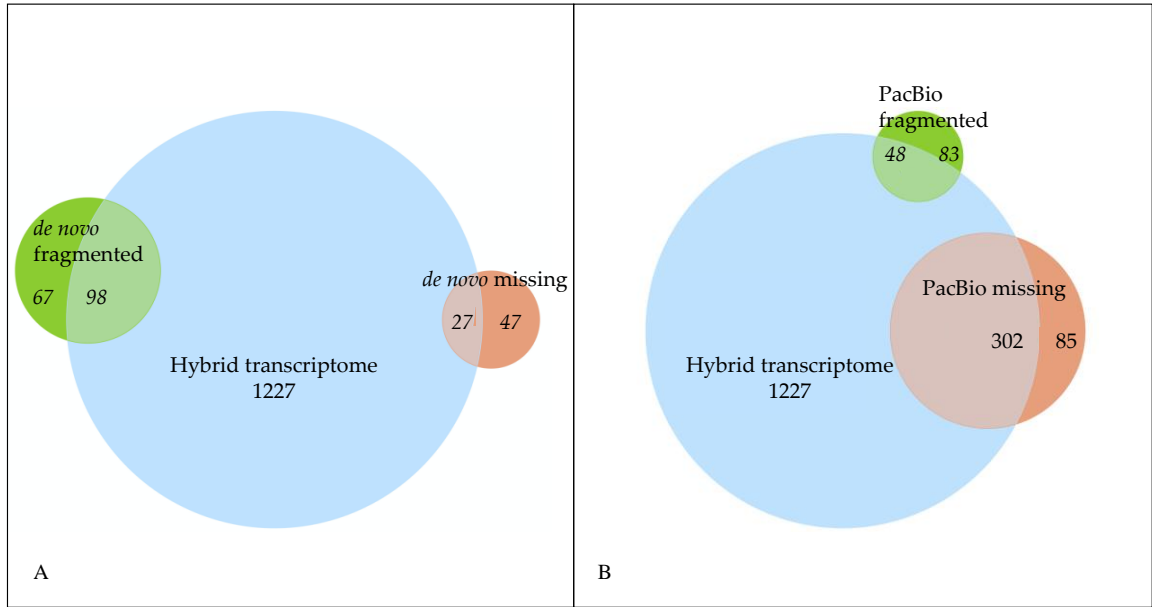 de novo
fragmented
67 98
de novo missing
27 47
Hybrid transcriptome
1227
A
PacBio
fragmented
48 83
PacBio missing
302 85
Hybrid transcriptome
1227
B